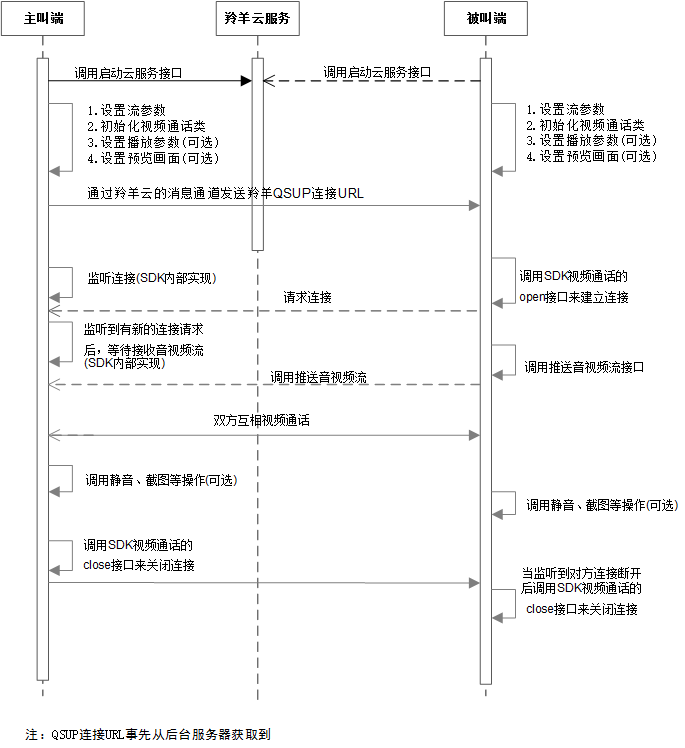 主叫端
羚羊云服务
被叫端
调用启动云服务接口
调用启动云服务接口
1.设置流参数
2.初始化视频通话类
3.设置播放参数(可选)
4.设置预览画面(可选)
1.设置流参数
2.初始化视频通话类
3.设置播放参数(可选)
4.设置预览画面(可选)
通过羚羊云的消息通道发送羚羊QSUP连接URL
监听连接(SDK内部实现)
调用SDK视频通话的
open接口来建立连接
请求连接
监听到有新的连接请求
后，等待接收音视频流
(SDK内部实现)
调用推送音视频流接口
调用推送音视频流
双方互相视频通话
调用静音、截图等操作(可选)
调用静音、截图等操作(可选)
调用SDK视频通话的
close接口来关闭连接
当监听到对方连接断开
后调用SDK视频通话的
close接口来关闭连接
注：QSUP连接URL事先从后台服务器获取到